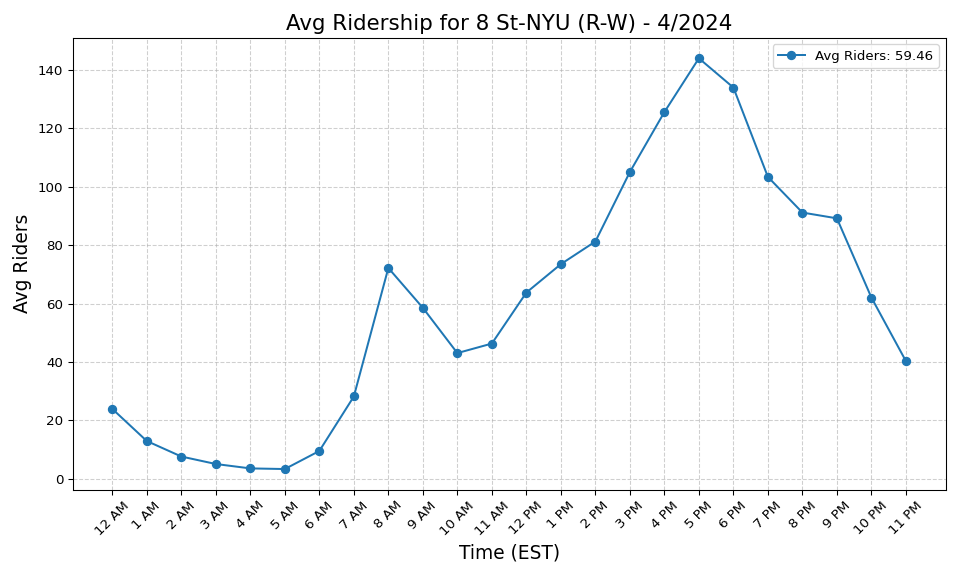 Avg Ridership for 8 St-NYU (R-W) - 4/2024
Avg Riders: 59.46
Avg Riders
140
120
100
80
60
40
20
0
12 AM
1 AM
2 AM
3 AM
4 AM
5 AM
6 AM
7 AM
8 AM
9 AM
10 AM
11 AM
12 PM
1 PM
2 PM
3 PM
4 PM
5 PM
6 PM
7 PM
8 PM
9 PM
10 PM
11 PM
Time (EST)